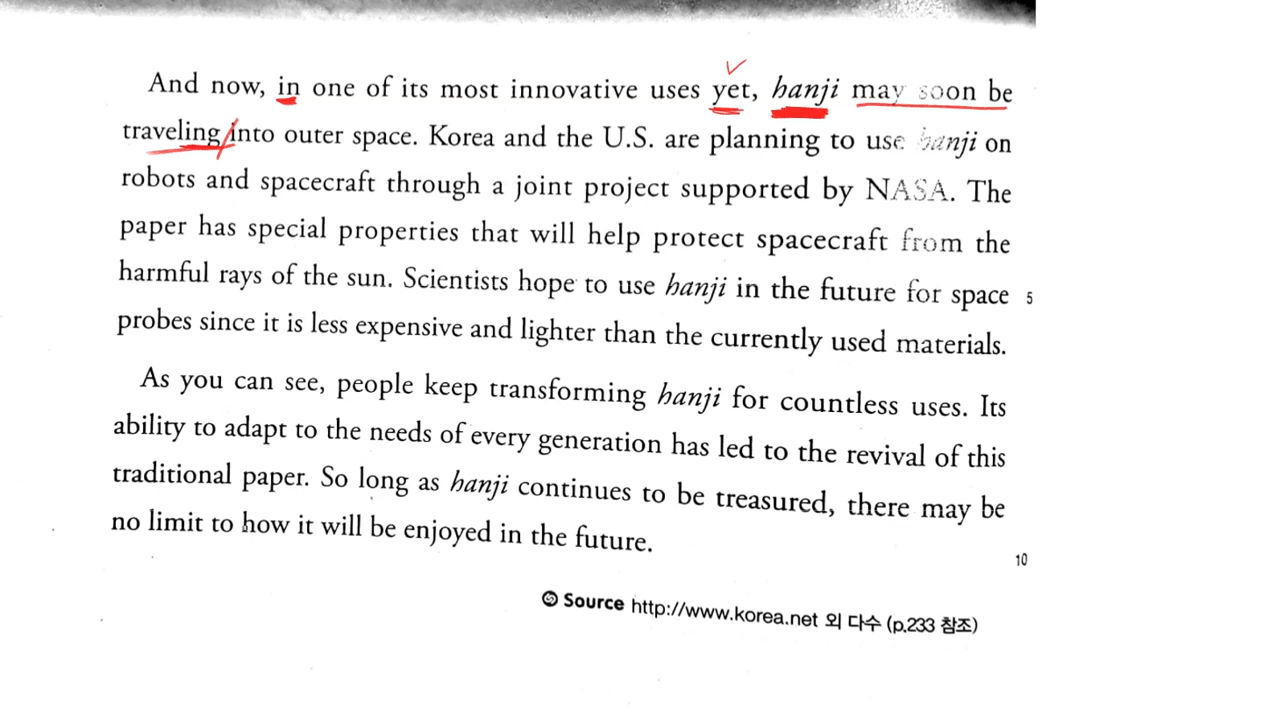 And now, in one of its most innovative uses yet, hanji may soon be
traveling into outer space. Korea and the U.S. are planning to use hanji on
robots and spacecraft through a joint project supported by NASA. The
paper has special properties that will help protect spacecraft from the
harmful rays of the sun. Scientists hope to use hanji in the future for space 5
probes since it is less expensive and lighter than the currently used materials.
As you can see, people keep transforming hanji for countless uses. Its
ability to adapt to the needs of every generation has led to the revival of this
traditional paper. So long as hanji continues to be treasured, there may be
no limit to how it will be enjoyed in the future.
10
Source http://www.korea.net 외 다수 (p.233 참조)